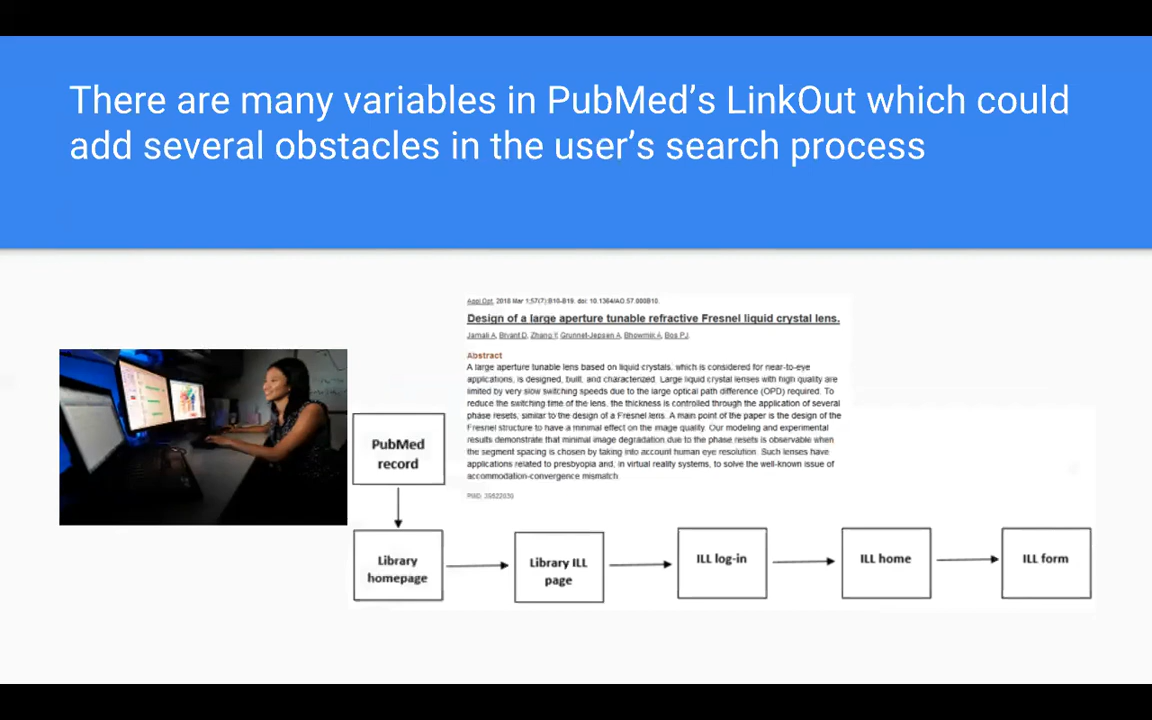 There are many variables in PubMed's LinkOut which could
add several obstacles in the user's search process
Appl Opt. 2018 Mar 1;57(7):B10-B19. doi: 10.1364/AO.57.000B10.
Design of a large aperture tunable refractive Fresnel liquid crystal lens.
Jamali A, Bryant D, Zhang Y, Grunnet-Jepsen A, Bhowmik A, Bos PJ.
Abstract
A large aperture tunable lens based on liquid crystals, which is considered for near-to-eye
applications, is designed, built, and characterized. Large liquid crystal lenses with high quality are
limited by very slow switching speeds due to the large optical path difference (OPD) required. To
reduce the switching time of the lens, the thickness is controlled through the application of several
phase resets, similar to the design of a Fresnel lens. A main point of the paper is the design of the
Fresnel structure to have a minimal effect on the image quality. Our modeling and experimental
results demonstrate that minimal image degradation due to the phase resets is observable when
the segment spacing is chosen by taking into account human eye resolution. Such lenses have
applications related to presbyopia and, in virtual reality systems, to solve the well-known issue of
accommodation-convergence mismatch.
PMID:
PubMed
record
Library
homepage
Library ILL
page
ILL log-in
ILL home
ILL form